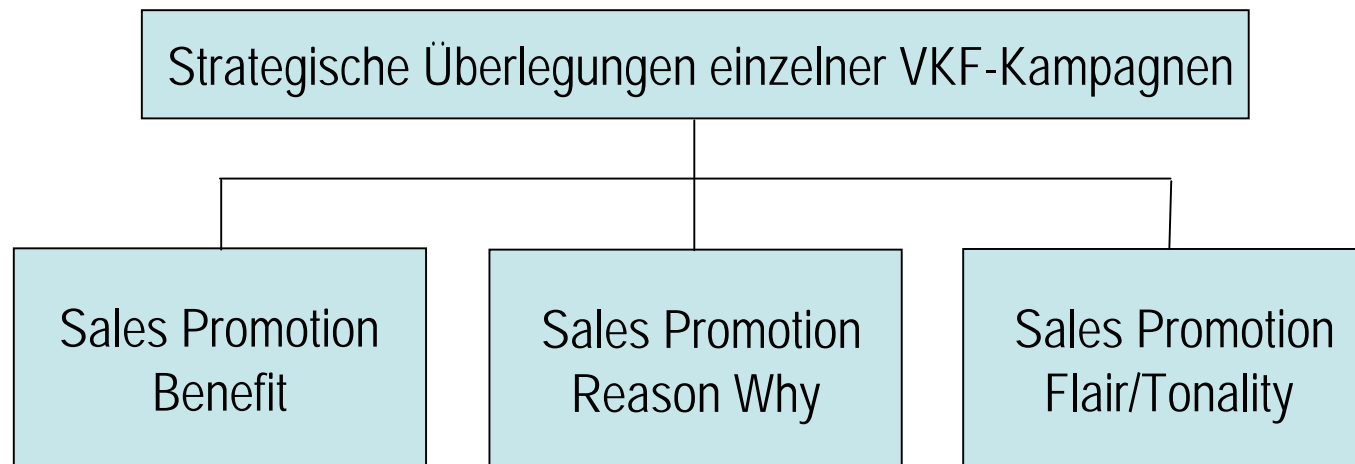 Strategische Überlegungen einzelner VKF-Kampagnen
Sales Promotion
Benefit
Sales Promotion
Reason Why
Sales Promotion
Flair/Tonality